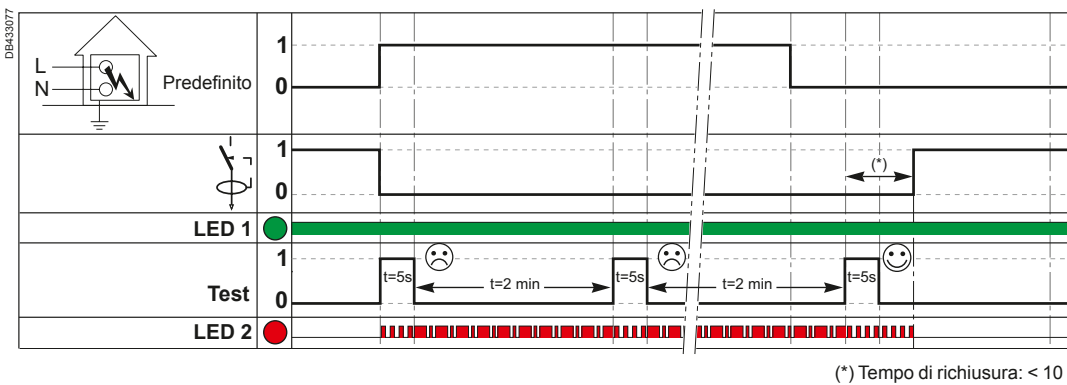 DB433077
L
N
Predefinito
1
0
1
0
(*)
LED 1
Test
1
0
t=5s
t=2 min
t=5s
t=2 min
t=5s
LED 2
(*) Tempo di richiusura: < 10